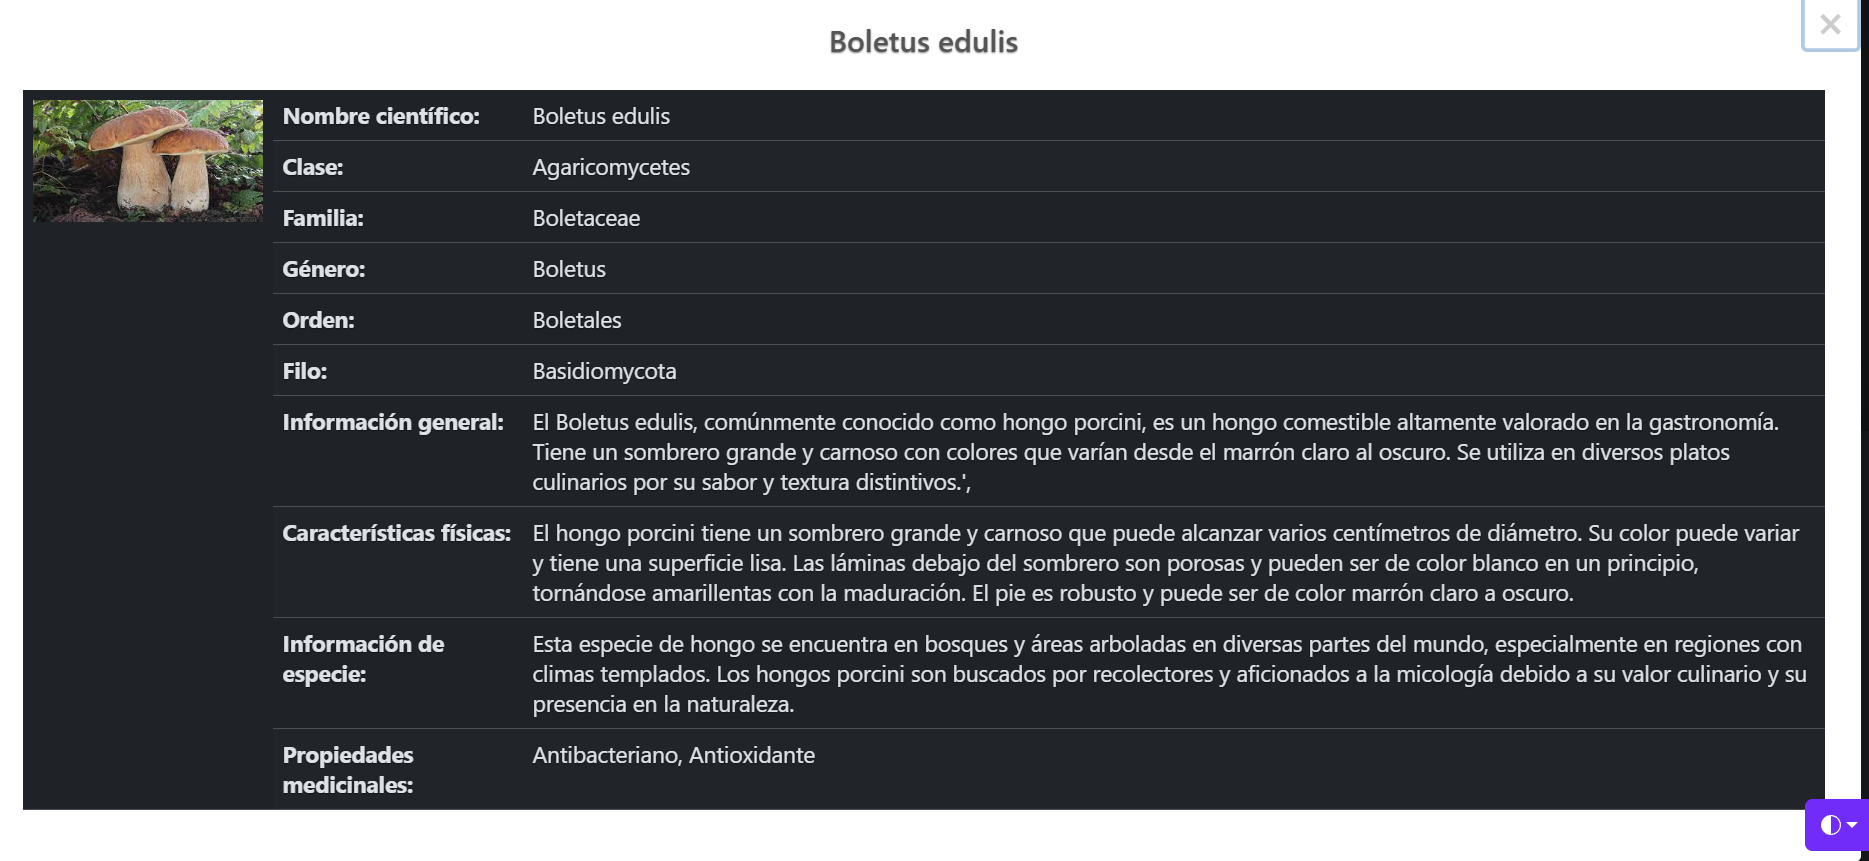 Boletus edulis
×
Nombre científico: Boletus edulis
Clase: Agaricomycetes
Familia: Boletaceae
Género: Boletus
Orden: Boletales
Filo: Basidiomycota
Información general: El Boletus edulis, comúnmente conocido como hongo porcini, es un hongo comestible altamente valorado en la gastronomía.
Tiene un sombrero grande y carnoso con colores que varían desde el marrón claro al oscuro. Se utiliza en diversos platos
culinarios por su sabor y textura distintivos.',
Características físicas: El hongo porcini tiene un sombrero grande y carnoso que puede alcanzar varios centímetros de diámetro. Su color puede variar
y tiene una superficie lisa. Las láminas debajo del sombrero son porosas y pueden ser de color blanco en un principio,
tornándose amarillentas con la maduración. El pie es robusto y puede ser de color marrón claro a oscuro.
Información de
especie:
Esta especie de hongo se encuentra en bosques y áreas arboladas en diversas partes del mundo, especialmente en regiones con
climas templados. Los hongos porcini son buscados por recolectores y aficionados a la micología debido a su valor culinario y su
presencia en la naturaleza.
Propiedades
medicinales:
Antibacteriano, Antioxidante